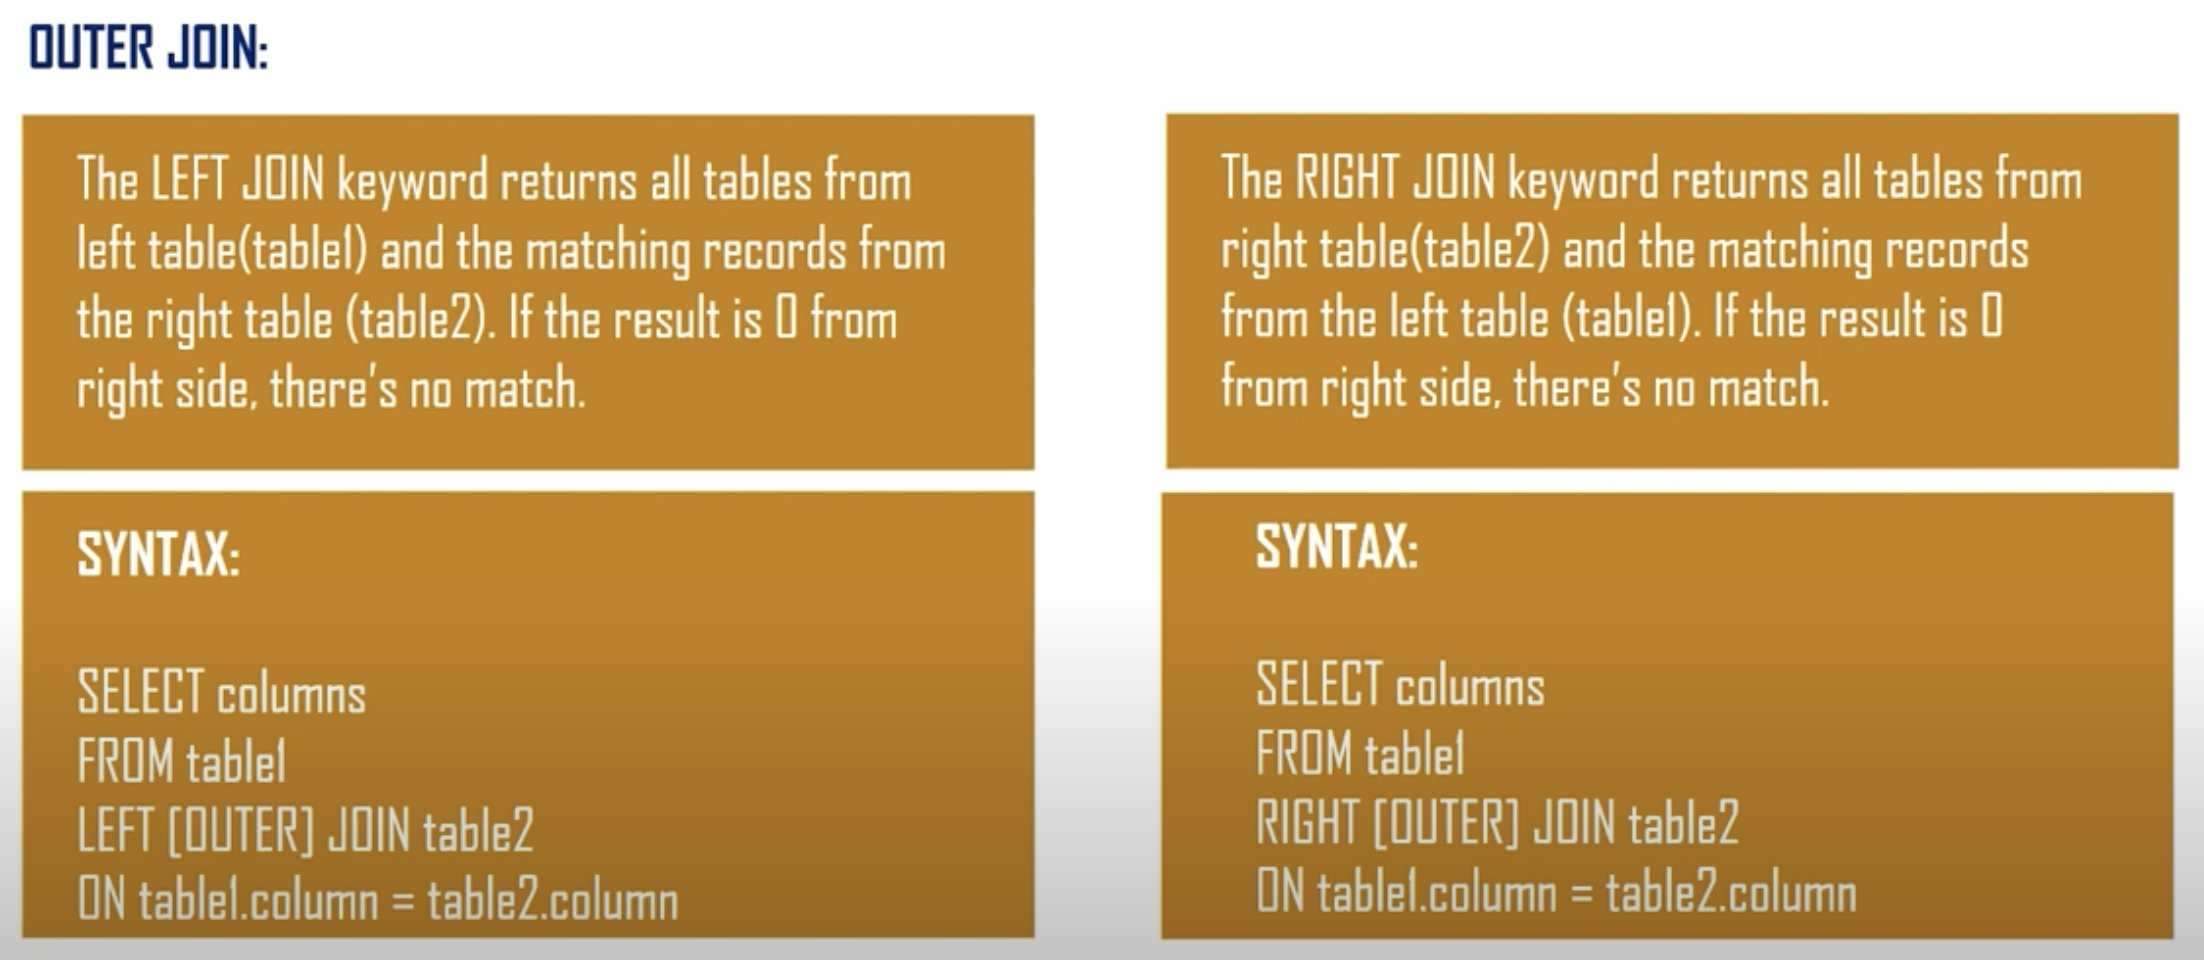 OUTER JOIN:
The LEFT JOIN keyword returns all tables from
left table(table1) and the matching records from
the right table (table2). If the result is 0 from
right side, there's no match.
SYNTAX:
SELECT columns
FROM table1
LEFT [OUTER] JOIN table2
ON table1.column = table2.column
The RIGHT JOIN keyword returns all tables from
right table(table2) and the matching records
from the left table (table1). If the result is 0
from right side, there's no match.
SYNTAX:
SELECT columns
FROM table1
RIGHT [OUTER] JOIN table2
ON table1.column = table2.column